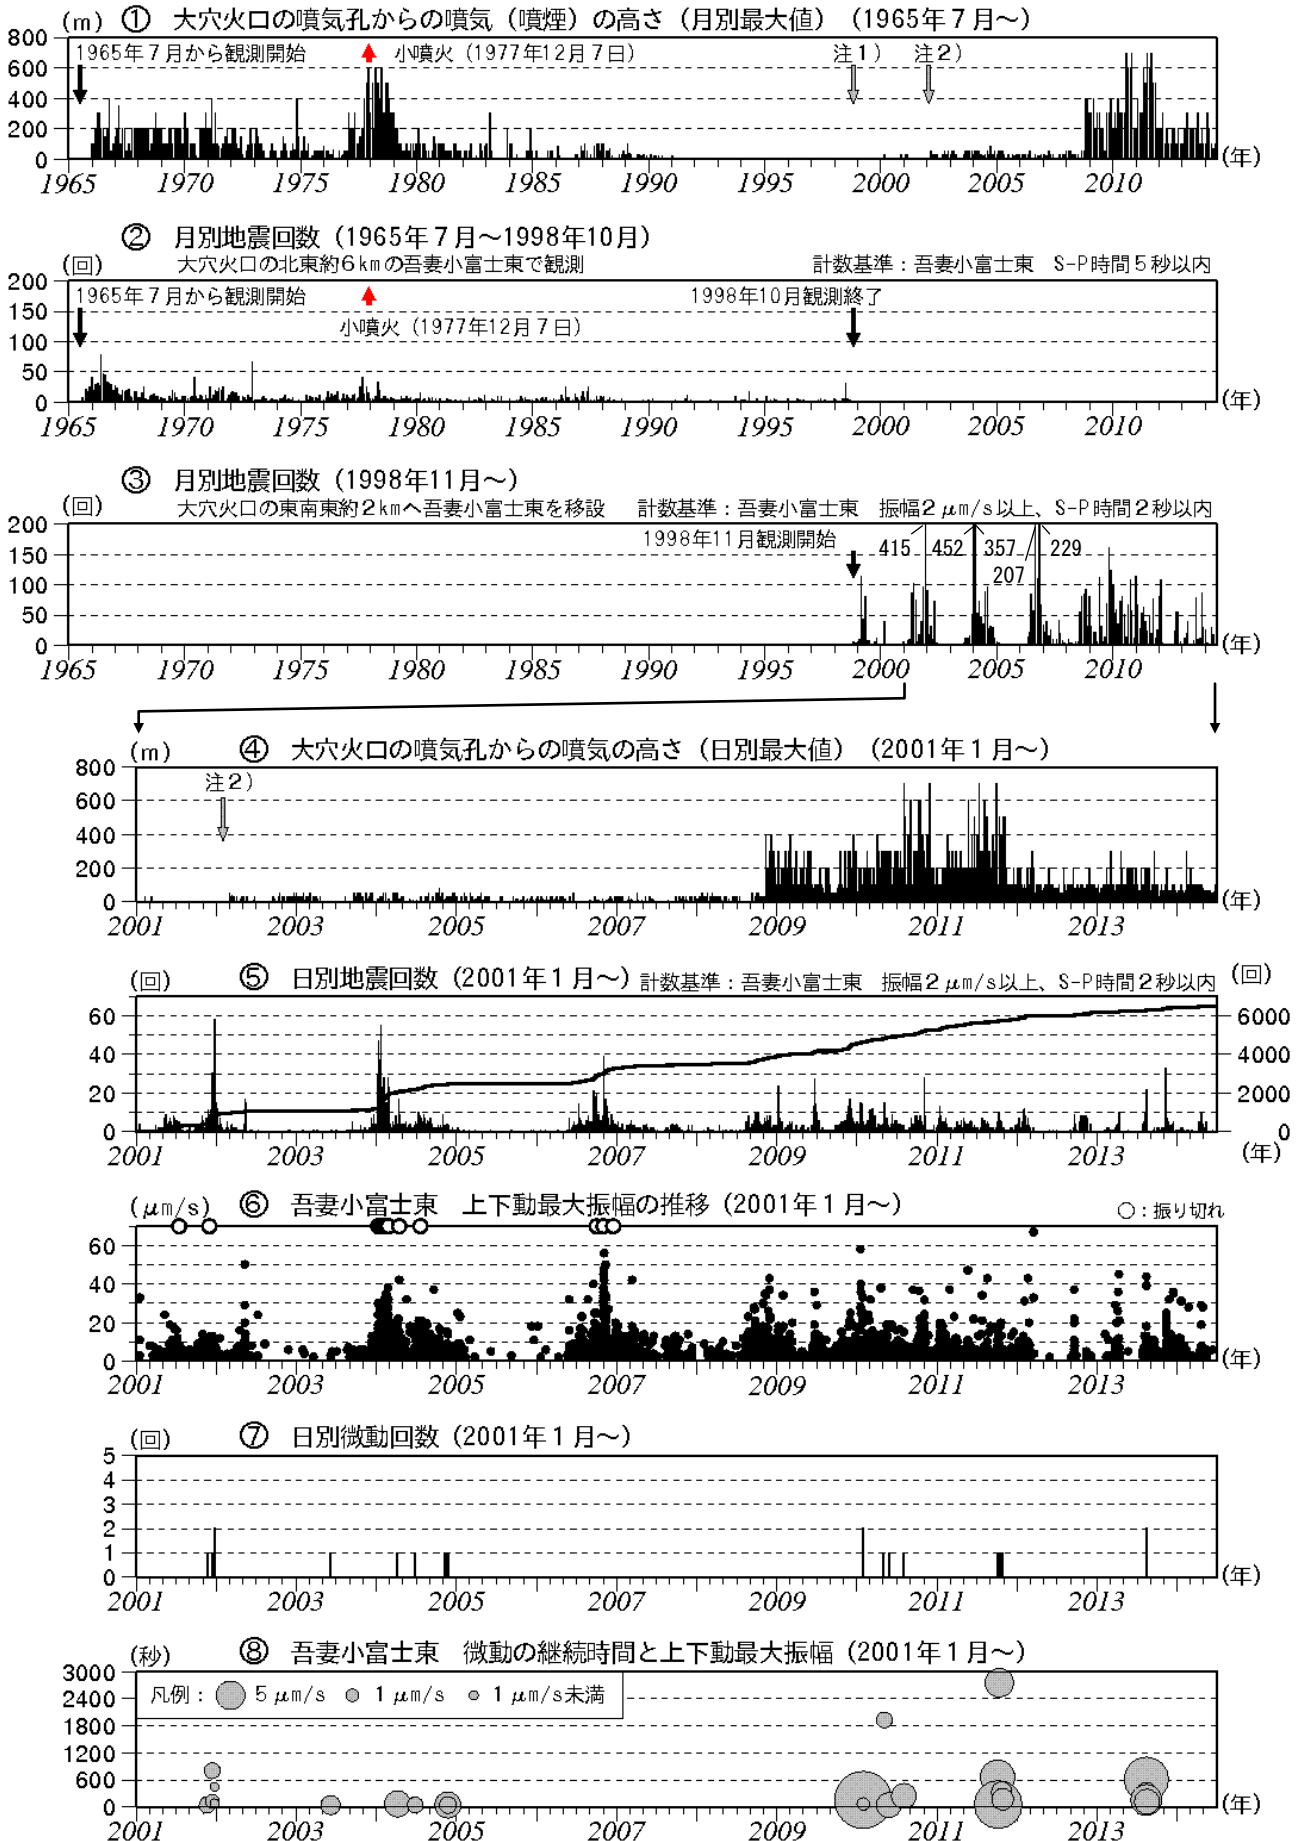 (m) ① 大穴火口の噴気孔からの噴気（噴煙）の高さ（月別最大値）（1965年７月～）
800
1965年７月から観測開始 小噴火（1977年12月７日） 注１） 注２）
600
400
200
0 (年)
1965 1970 1975 1980 1985 1990 1995 2000 2005 2010
② 月別地震回数（1965年７月～1998年10月）
(回) 大穴火口の北東約６kmの吾妻小富士東で観測 計数基準：吾妻小富士東 S-P時間５秒以内
200
1965年７月から観測開始 1998年10月観測終了
150
小噴火（1977年12月７日）
100
50
0 (年)
1965 1970 1975 1980 1985 1990 1995 2000 2005 2010
③ 月別地震回数（1998年11月～）
(回) 大穴火口の東南東約２kmへ吾妻小富士東を移設 計数基準：吾妻小富士東 振幅２μm/s以上、S-P時間２秒以内
200
1998年11月観測開始 415 452 357 229
150
207
100
50
0 (年)
1965 1970 1975 1980 1985 1990 1995 2000 2005 2010
(m) ④ 大穴火口の噴気孔からの噴気の高さ（日別最大値）（2001年１月～）
800
注２）
600
400
200
0 (年)
2001 2003 2005 2007 2009 2011 2013
(回) ⑤ 日別地震回数（2001年１月～） 計数基準：吾妻小富士東 振幅２μm/s以上、S-P時間２秒以内 (回)
60 6000
40 4000
20 2000
0 0
2001 2003 2005 2007 2009 2011 2013 (年)
(μm/s) ⑥ 吾妻小富士東 上下動最大振幅の推移（2001年１月～） ○：振り切れ
60
40
20
0 (年)
2001 2003 2005 2007 2009 2011 2013
(回) ⑦ 日別微動回数（2001年１月～）
5
4
3
2
1
0 (年)
2001 2003 2005 2007 2009 2011 2013
(秒) ⑧ 吾妻小富士東 微動の継続時間と上下動最大振幅（2001年１月～）
3000
凡例： 5 μm/s 1 μm/s 1 μm/s未満
2400
1800
1200
600
0 (年)
2001 2003 2005 2007 2009 2011 2013